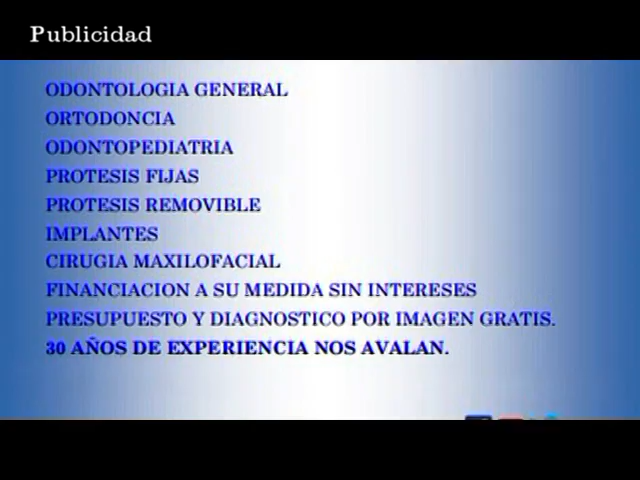 Publicidad
ODONTOLOGIA GENERAL
ORTODONCIA
ODONTOPEDIATRIA
PROTESIS FIJAS
PROTESIS REMOVIBLE
IMPLANTES
CIRUGIA MAXILOFACIAL
FINANCIACION A SU MEDIDA SIN INTERESES
PRESUPUESTO Y DIAGNOSTICO POR IMAGEN GRATIS.
30 AÑOS DE EXPERIENCIA NOS AVALAN.